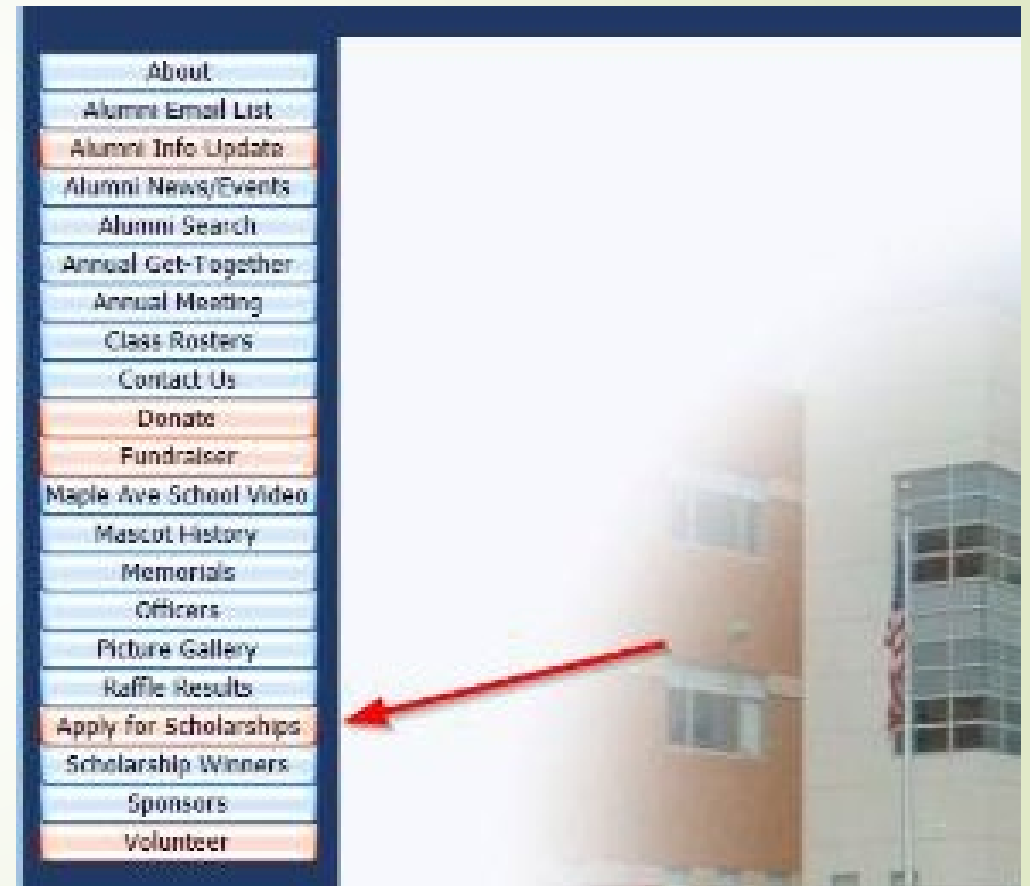 About
Alumni Email List
Alumni Info Update
Alumni News/Events
Alumni Search
Annual Get-Together
Annual Meeting
Class Rosters
Contact Us
Donate
Fundraiser
Maple Ave School Video
Mascot History
Memorials
Officers
Picture Gallery
Raffle Results
Apply for Scholarships
Scholarship Winners
Sponsors
Volunteer